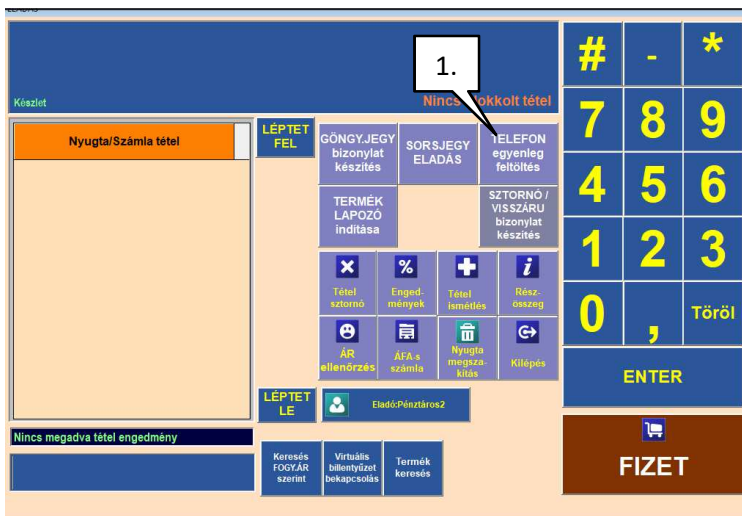 ELADÁS
1.
Készlet
Nincs blokkolt tétel
Nyugta/Számla tétel
LÉPTET
FEL
GÖNGY.JEGY
bizonylat
készítés
SORSJEGY
ELADÁS
TELEFON
egyenleg
feltöltés
TERMÉK
LAPOZÓ
indítása
SZTORNÓ /
VISSZÁRU
bizonylat
készítés
Tétel
sztornó
%
Enged-
mények
Tétel
ismétlés
i
Rész-
összeg
ÁR
ellenőrzés
ÁFA-s
számla
Nyugta
megsza-
kítás
Kilépés
LÉPTET
LE
Eladó:Pénztáros2
Nincs megadva tétel engedmény
Keresés
FOGY.ÁR
szerint
Virtuális
billentyűzet
bekapcsolás
Termék
keresés
# - *
7 8 9
4 5 6
1 2 3
0 , Töröl
ENTER
FIZET